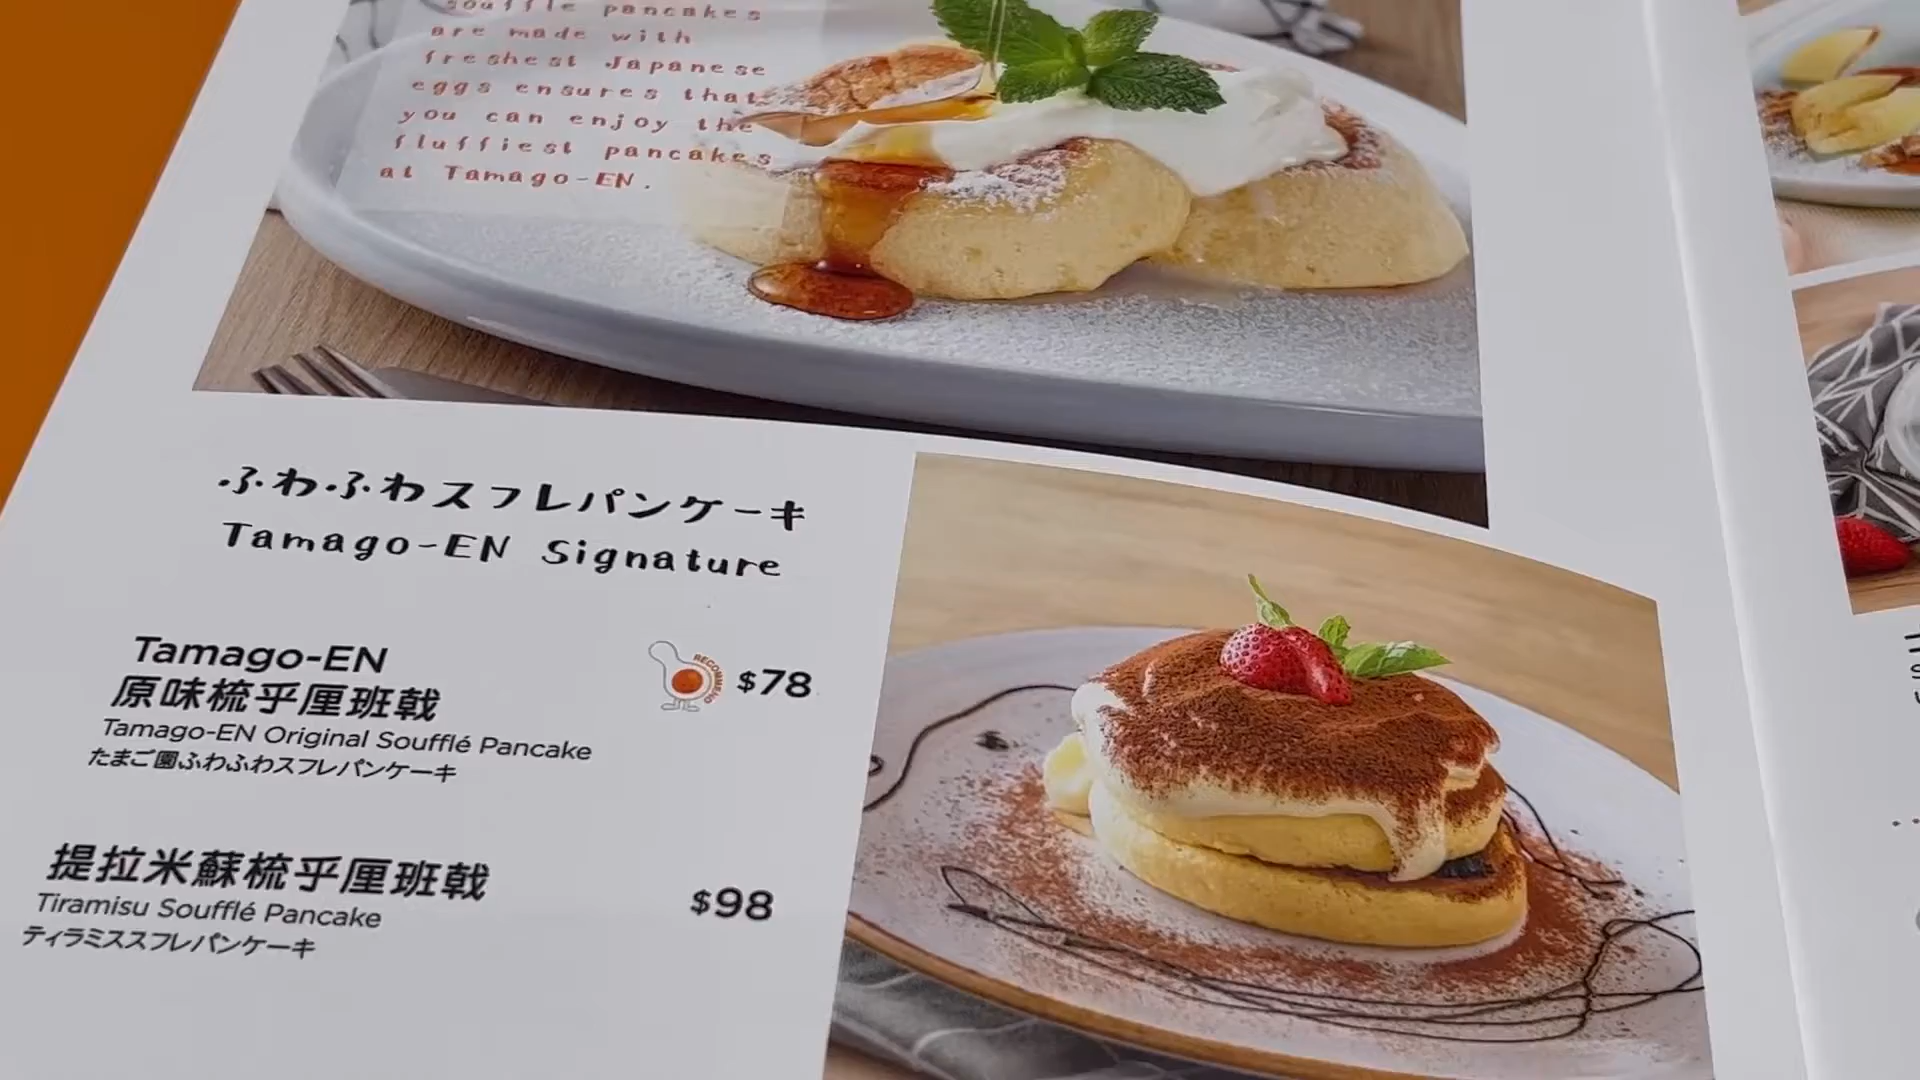 souffle pancakes
are made with
freshest Japanese
eggs ensures that
you can enjoy the
fluffiest pancakes
at Tamago-EN.
ふわふわスフレパンケーキ
Tamago-EN Signature
Tamago-EN
原味梳乎厘班戟
RECOMMEND
$78
Tamago-EN Original Soufflé Pancake
たまご園ふわふわスフレパンケーキ
提拉米蘇梳乎厘班戟
$98
Tiramisu Soufflé Pancake
ティラミススフレパンケーキ